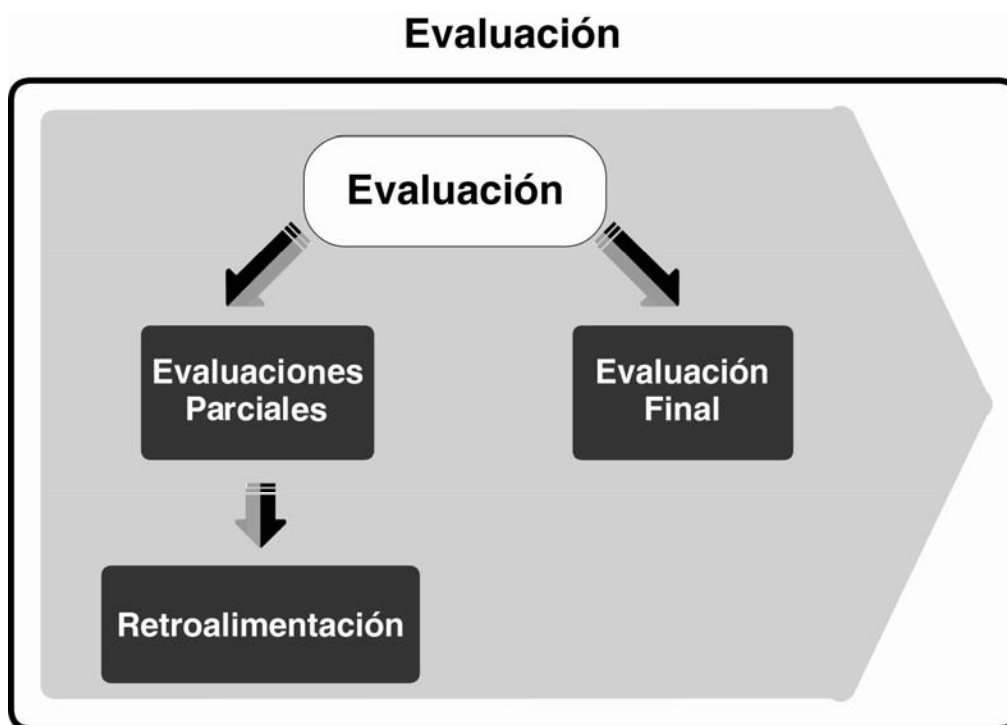 Evaluación
Evaluación
Evaluaciones
Parciales
Evaluación
Final
Retroalimentación